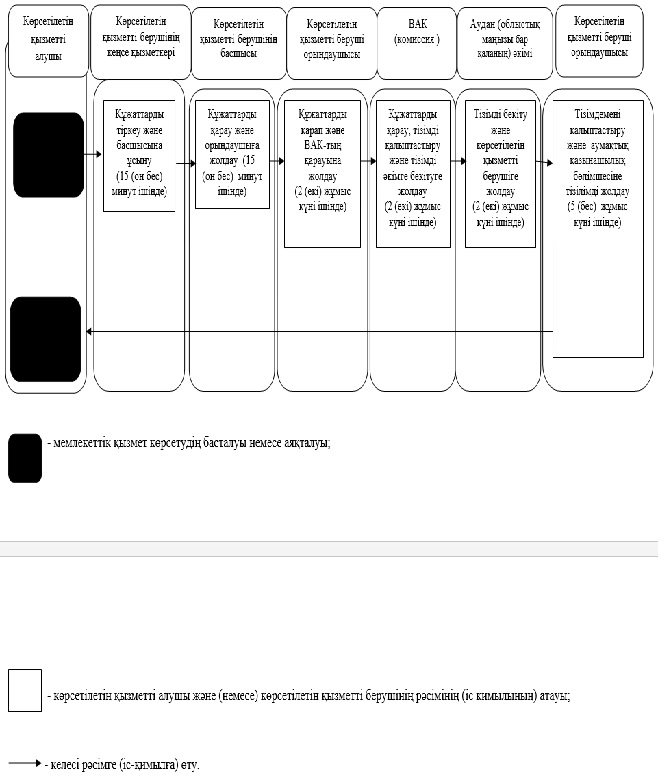 Көрсетілетін
қызметті
алушы
Көрсетілетін
қызметті берушінің
кеңсе қызметкері
Көрсетілетін
қызметті берушінің
басшысы
Көрсетілетін
қызметті беруші
орындаушысы
ВАК
(комиссия )
Аудан (облыстық
маңызы бар
қаланың) әкімі
Көрсетілетін
қызметті беруші
орындаушысы
Құжаттарды
тіркеу және
басшысына
ұсыну
(15 (он бес)
минут ішінде)
Құжаттарды
қарау және
орындаушыға
жолдау (15
(он бес) минут
ішінде)
Құжаттарды
қарап және
ВАК-тың
қарауына
жолдау
(2 (екі) жұмыс
күні ішінде)
Құжаттарды
қарау, тізімді
қалыптастыру
және тізімді
әкімге бекітуге
жолдау
(2 (екі) жұмыс
күні ішінде)
Тізімді бекіту
және
көрсетілетін
қызметті
берушіге
жолдау
(2 (екі) жұмыс
күні ішінде)
Тізімдемені
қалыптастыру
және аумақтық
қазынашылық
бөлімшесіне
тізілімді жолдау
(5 (бес) жұмыс
күні ішінде)
- мемлекеттік қызмет көрсетудің басталуы немесе аяқталуы;
- көрсетілетін қызметті алушы және (немесе) көрсетілетін қызметті берушінің рәсімінің (іс қимылының) атауы;
- келесі рәсімге (іс-қимылға) өту.